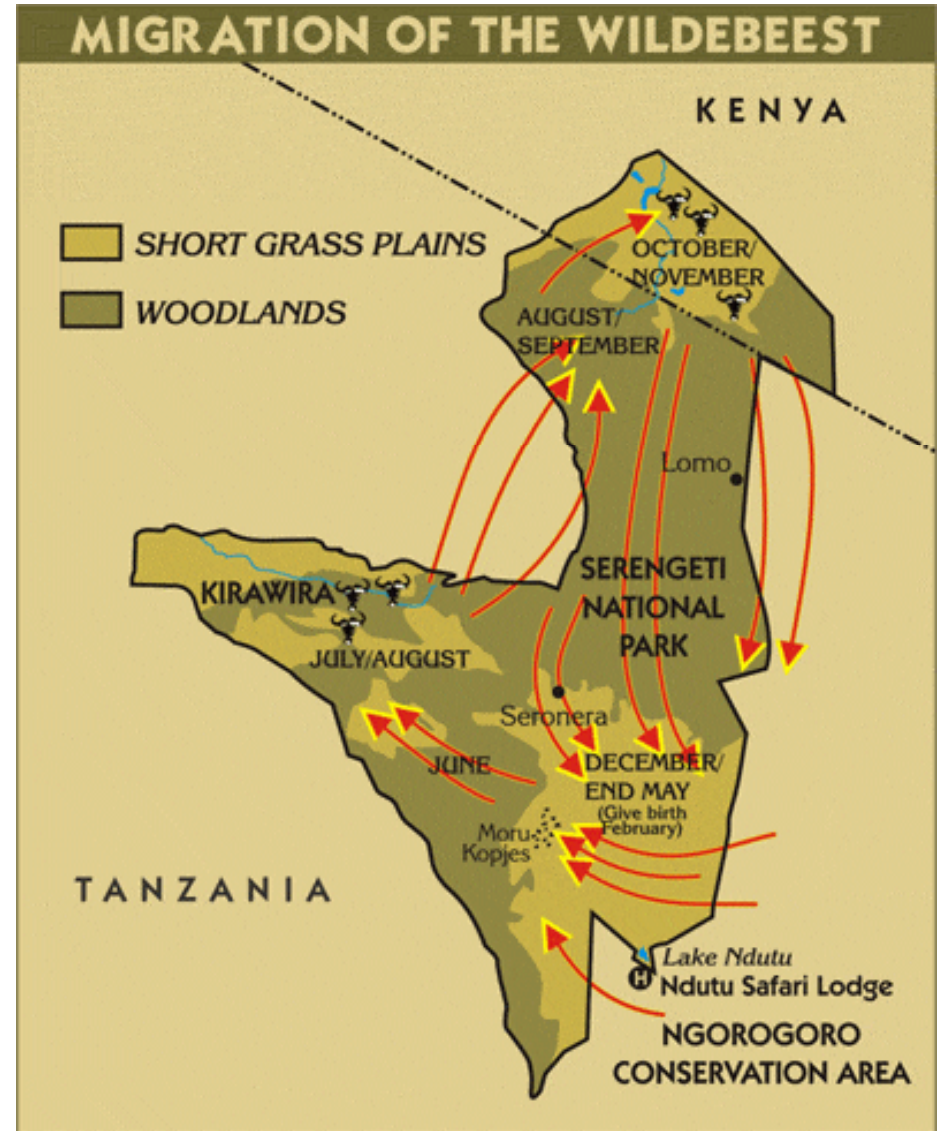 MIGRATION OF THE WILDEBEEST
KENYA
SHORT GRASS PLAINS
WOODLANDS
OCTOBER/
NOVEMBER
AUGUST/
SEPTEMBER
Lomo
SERENGETI
NATIONAL
PARK
KIRAWIRA
JULY/AUGUST
Seronera
JUNE
DECEMBER/
END MAY
(Give birth
February)
Moru
Kopjes
TANZANIA
Lake Ndutu
H Ndutu Safari Lodge
NGOROGORO
CONSERVATION AREA